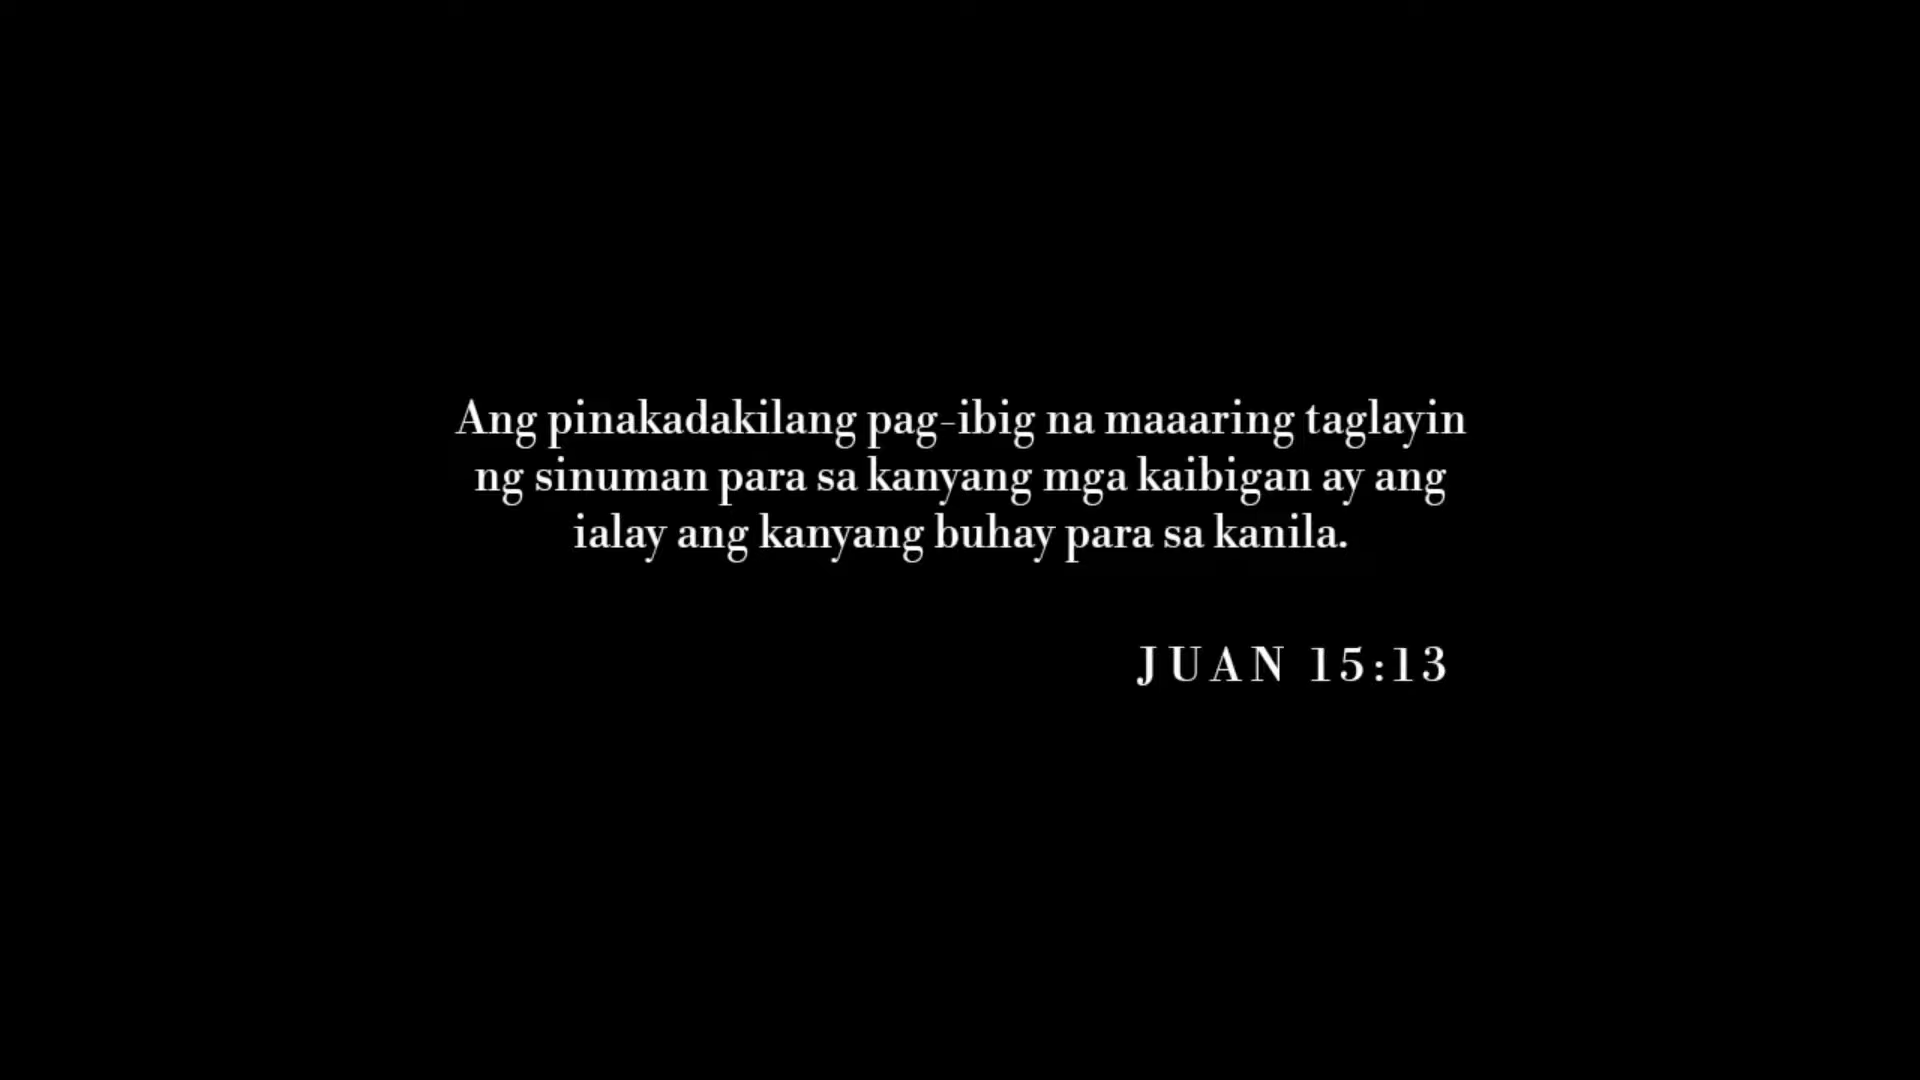 Ang pinakadakilang pag-ibig na maaaring taglayin
ng sinuman para sa kanyang mga kaibigan ay ang
ialay ang kanyang buhay para sa kanila.
JUAN 15:13